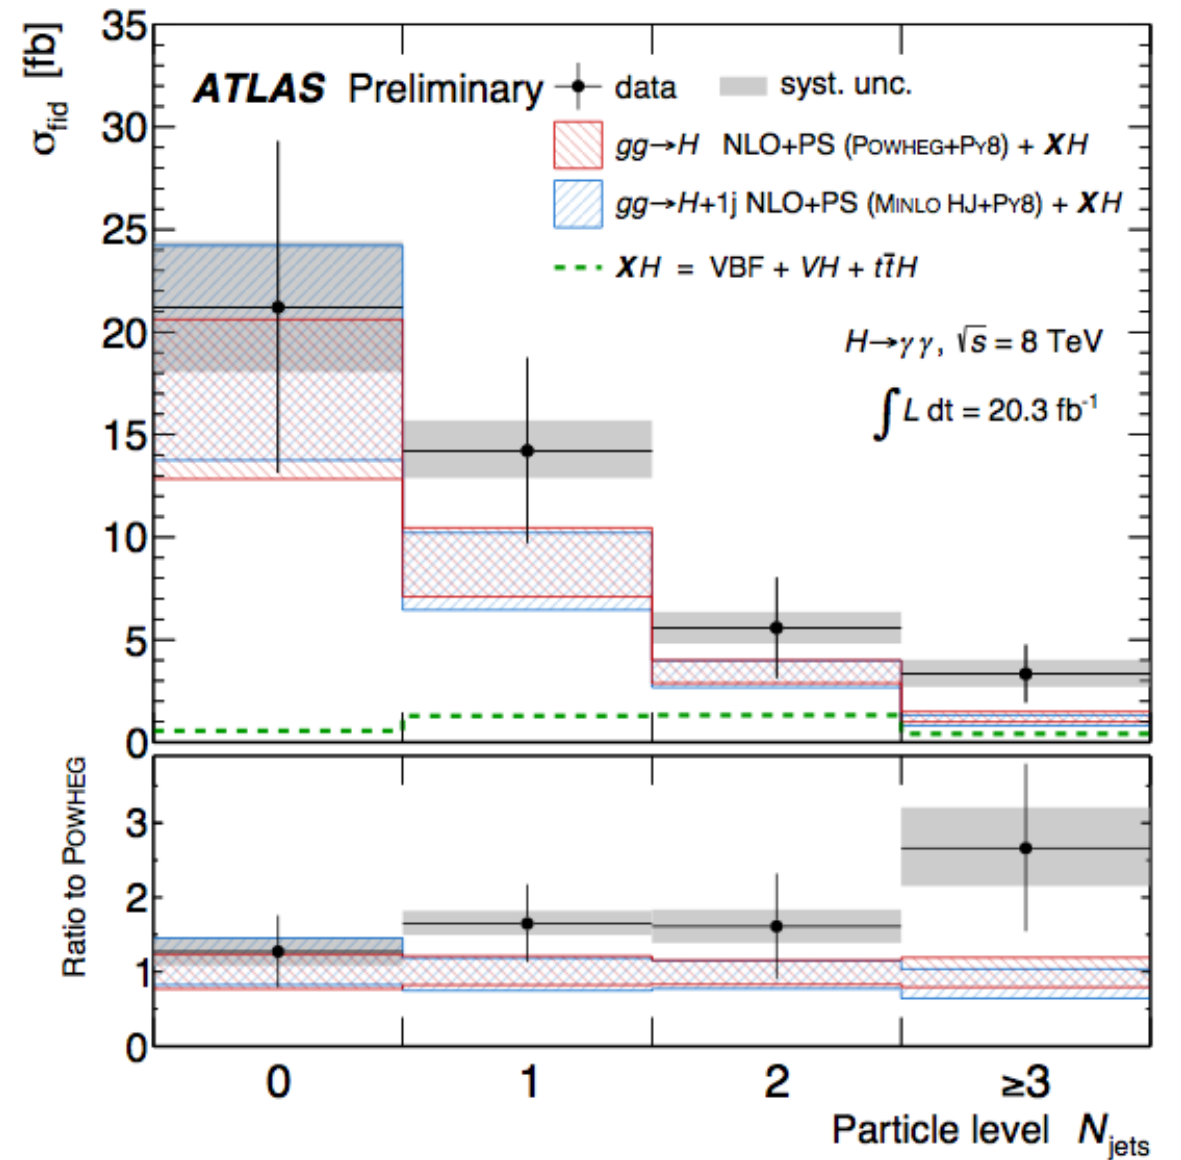 σfid [fb]
35
30
25
20
15
10
5
0
ATLAS Preliminary
data
syst. unc.
gg→H NLO+PS (POWHEG+PY8) + XH
gg→H+1j NLO+PS (MINLO HJ+PY8) + XH
XH = VBF + VH + tt̄H
H→γγ, √s = 8 TeV
∫ L dt = 20.3 fb⁻¹
Ratio to POWHEG
3
2
1
0
0 1 2 ≥3
Particle level Njets